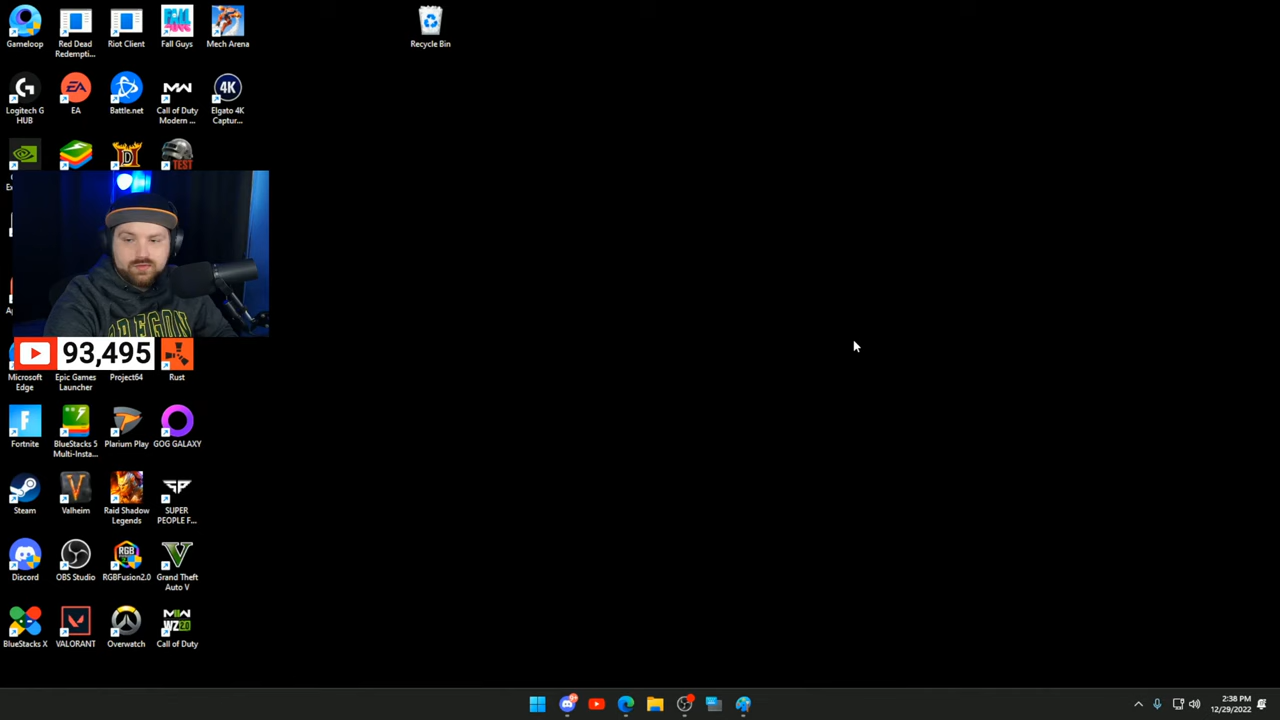 Gameloop
Red Dead
Redempti...
Riot Client
Fall Guys
Mech Arena
Recycle Bin
Logitech G
HUB
EA
Battle.net
Call of Duty
Modern ...
Elgato 4K
Captur...
4K
TEST
OREGON
93,495
Microsoft
Edge
Epic Games
Launcher
Project64
Rust
Fortnite
BlueStacks 5
Multi-Insta...
Plarium Play
GOG GALAXY
Steam
Valheim
Raid Shadow
Legends
SUPER
PEOPLE F...
Discord
OBS Studio
RGBFusion2.0
Grand Theft
Auto V
BlueStacks X
VALORANT
Overwatch
Call of Duty
2:38 PM
12/29/2022